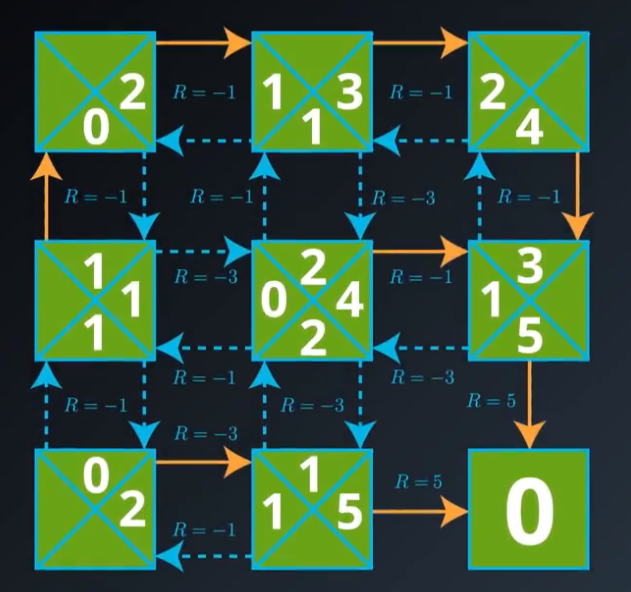 2
R = −1
1
3
R = −1
2
0
1
4
R = −1
R = −1
R = −3
R = −1
1
2
3
1
R = −3
0
4
R = −1
1
1
2
5
R = −1
R = −3
R = −1
R = −3
R = 5
R = −3
0
1
2
1
5
R = 5
0
R = −1